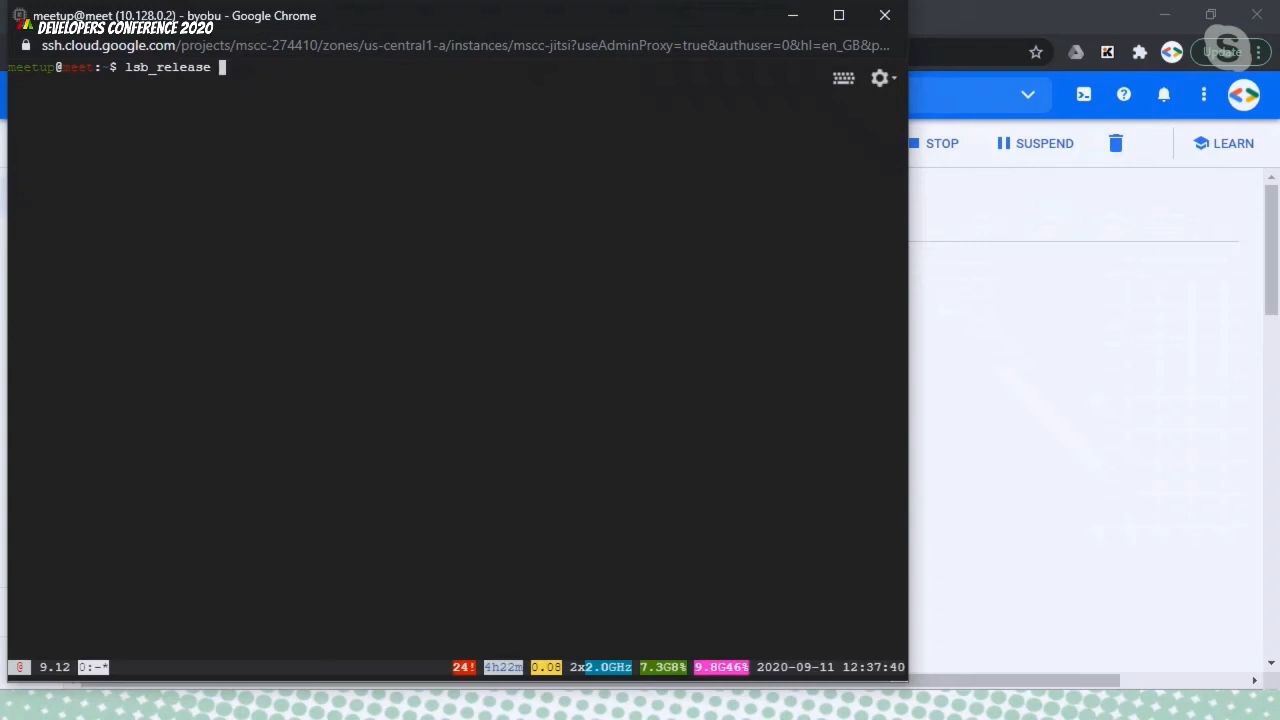 meetup@meet (10.128.0.2) - byobu - Google Chrome
DEVELOPERS CONFERENCE 2020
ssh.cloud.google.com/projects/mscc-274410/zones/us-central1-a/instances/mscc-jitsi?useAdminProxy=true&authuser=0&hl=en_GB&p...
Update
meetup@meet:~$ lsb_release
STOP
SUSPEND
LEARN
@ 9.12 0:-* 24! 4h22m 0.08 2x2.0GHz 7.3G8% 9.8G46% 2020-09-11 12:37:40